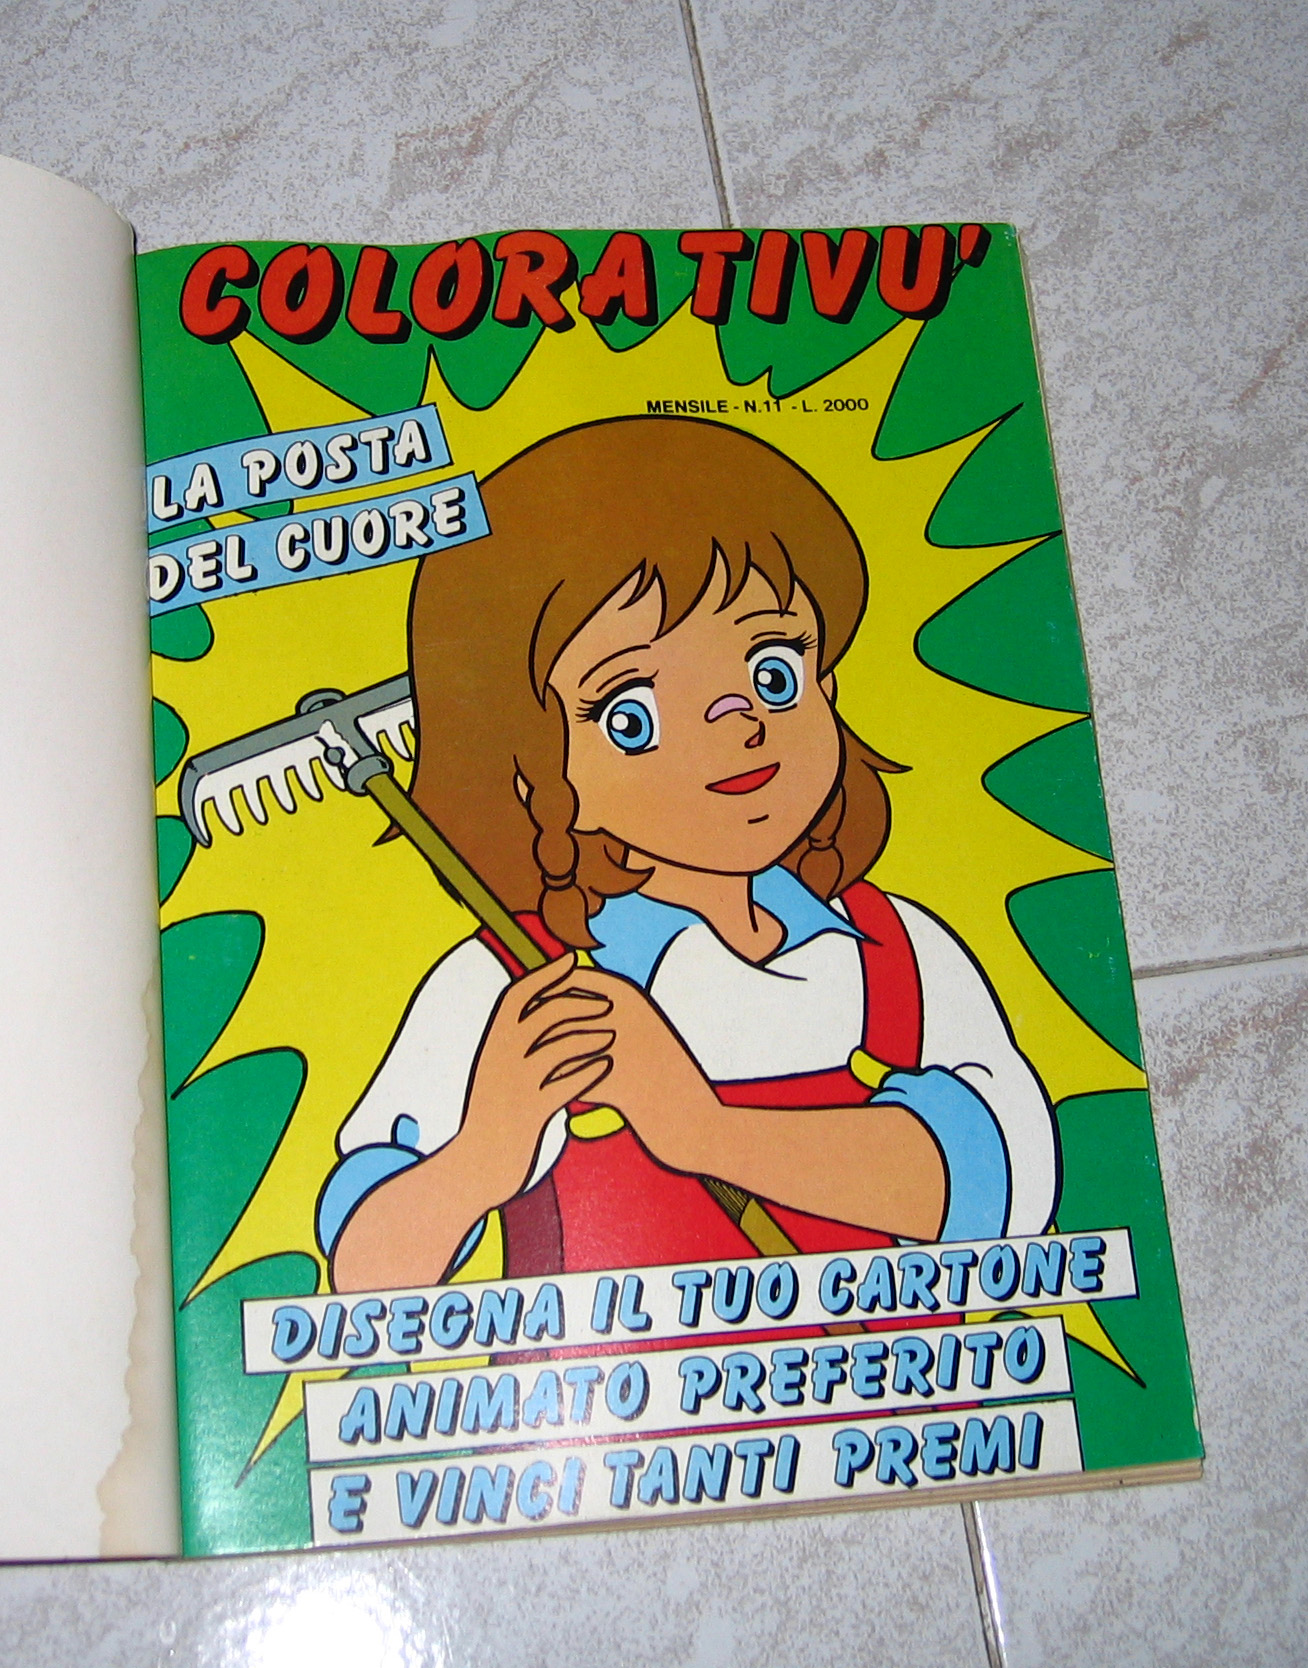 COLORA TIVU'
MENSILE - N.11 - L. 2000
LA POSTA
DEL CUORE
DISEGNA IL TUO CARTONE
ANIMATO PREFERITO
E VINCI TANTI PREMI